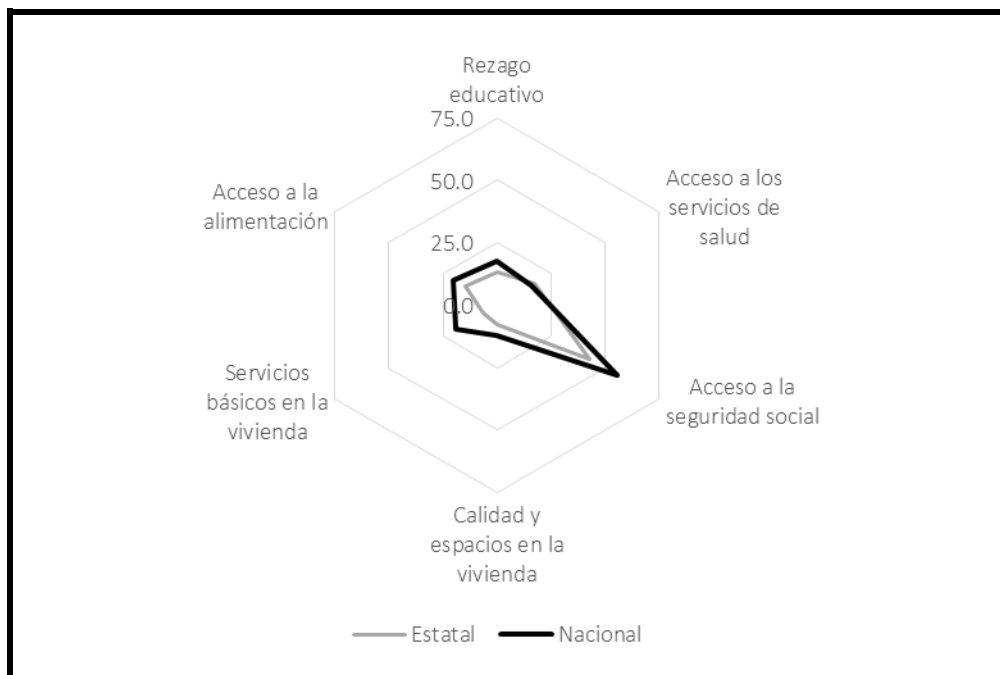 Rezago
educativo
75.0
50.0
25.0
0.0
Acceso a los
servicios de
salud
Acceso a la
seguridad social
Calidad y
espacios en la
vivienda
Servicios
básicos en la
vivienda
Acceso a la
alimentación
Estatal
Nacional